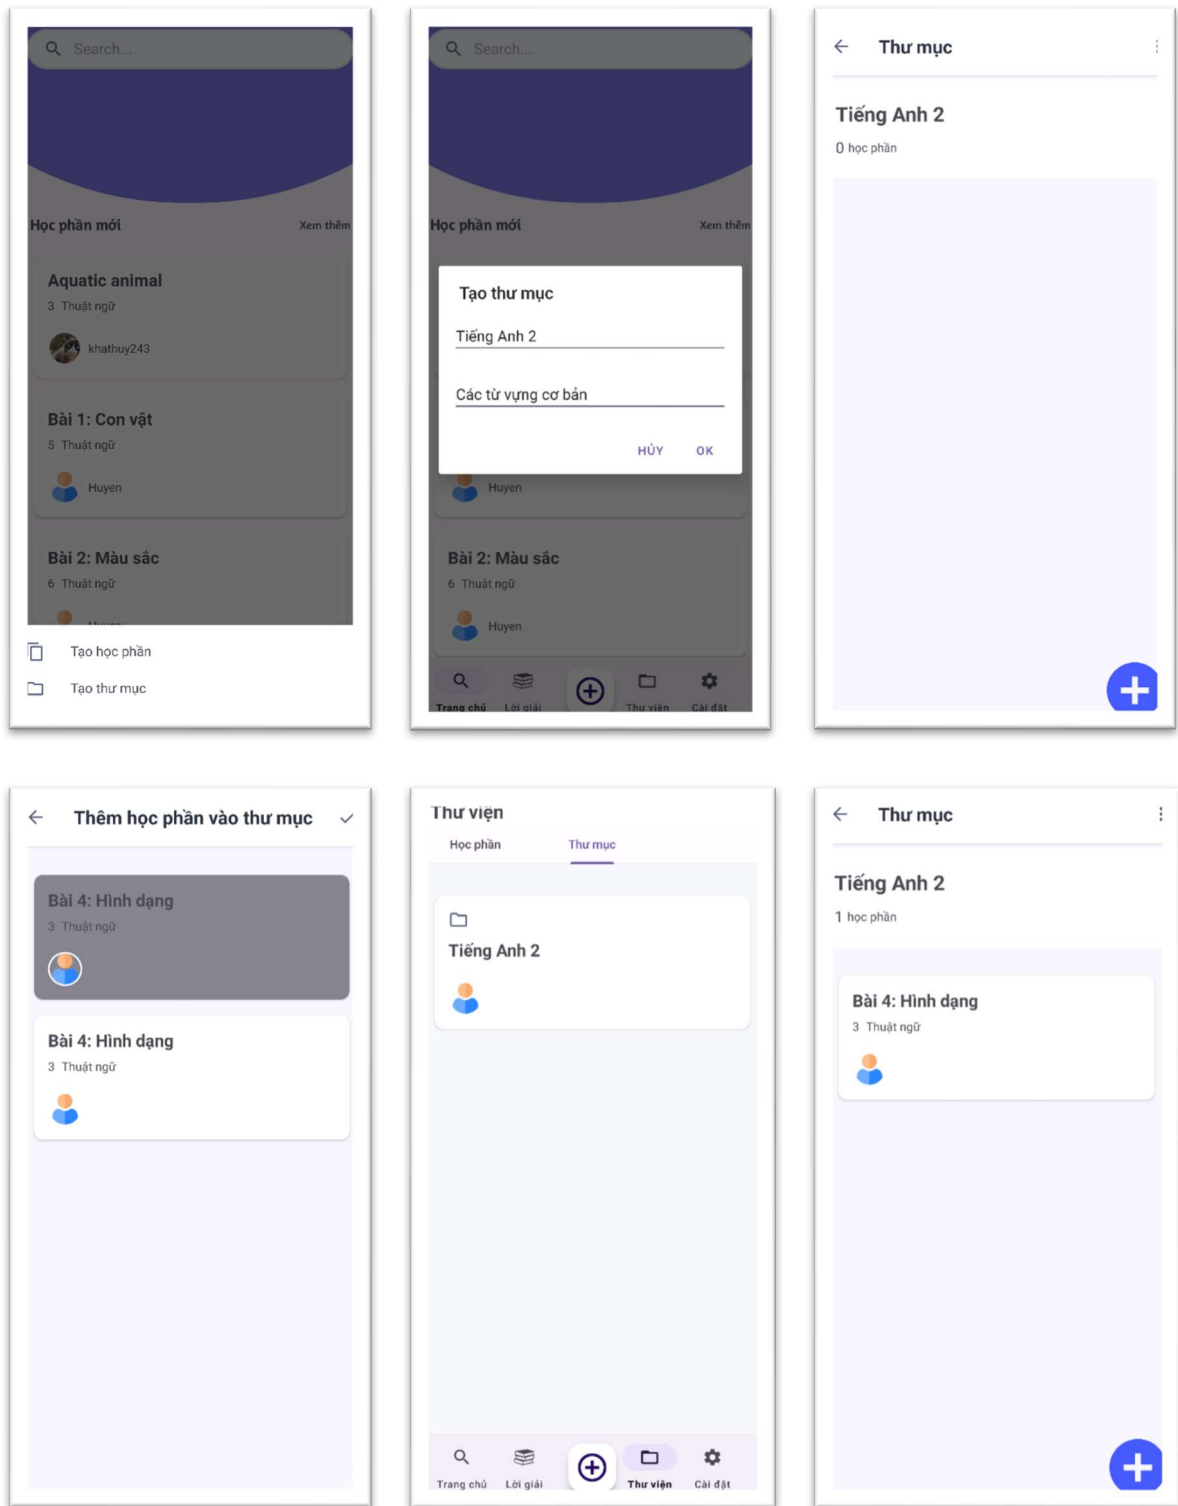 Search...
Học phần mới
Xem thêm
Aquatic animal
3 Thuật ngữ
khathuy243
Bài 1: Con vật
5 Thuật ngữ
Huyen
Bài 2: Màu sắc
6 Thuật ngữ
Huyen
Tạo học phần
Tạo thư mục
Search...
Học phần mới
Xem thêm
Tạo thư mục
Tiếng Anh 2
Các từ vựng cơ bản
HỦY OK
Huyen
Bài 2: Màu sắc
6 Thuật ngữ
Huyen
Trang chủ Lời giải Thư viện Cài đặt
Thư mục
Tiếng Anh 2
0 học phần
Thêm học phần vào thư mục
Bài 4: Hình dạng
3 Thuật ngữ
Bài 4: Hình dạng
3 Thuật ngữ
Thư viện
Học phần Thư mục
Tiếng Anh 2
Trang chủ Lời giải Thư viện Cài đặt
Thư mục
Tiếng Anh 2
1 học phần
Bài 4: Hình dạng
3 Thuật ngữ